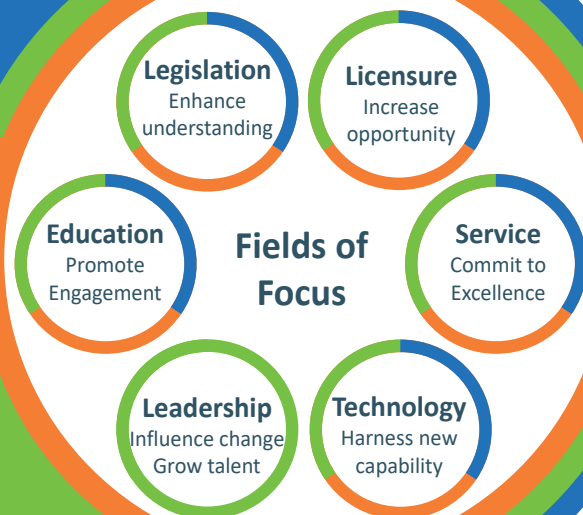 Legislation
Enhance
understanding
Licensure
Increase
opportunity
Education
Promote
Engagement
Fields of
Focus
Service
Commit to
Excellence
Leadership
Influence change
Grow talent
Technology
Harness new
capability